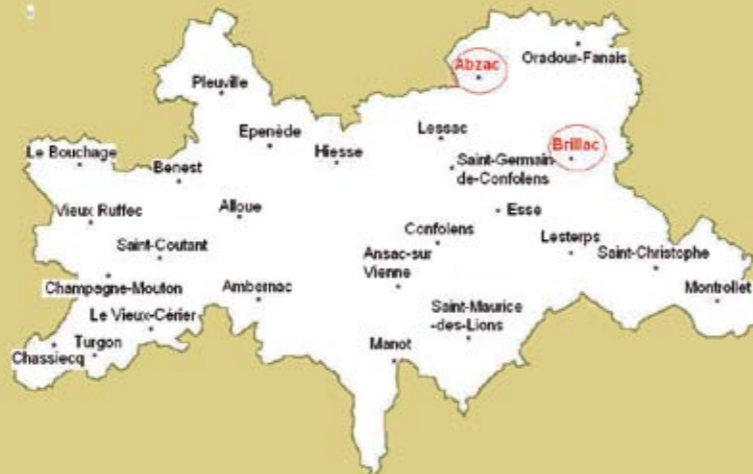 Abzac
Oradour-Fanais
Pleuville
Epenède
Lessac
Hiesse
Brillac
Le Bouchage
Benest
Saint-Germain
de-Confolens
Alloue
Esse
Vieux Ruffec
Saint-Coutant
Confolens
Ansac-sur
Vienne
Lesterps
Saint-Christophe
Champagne-Mouton
Ambernac
Montrollet
Saint-Maurice
-des-Lions
Le Vieux-Cérier
Turgon
Manot
Chassiecq